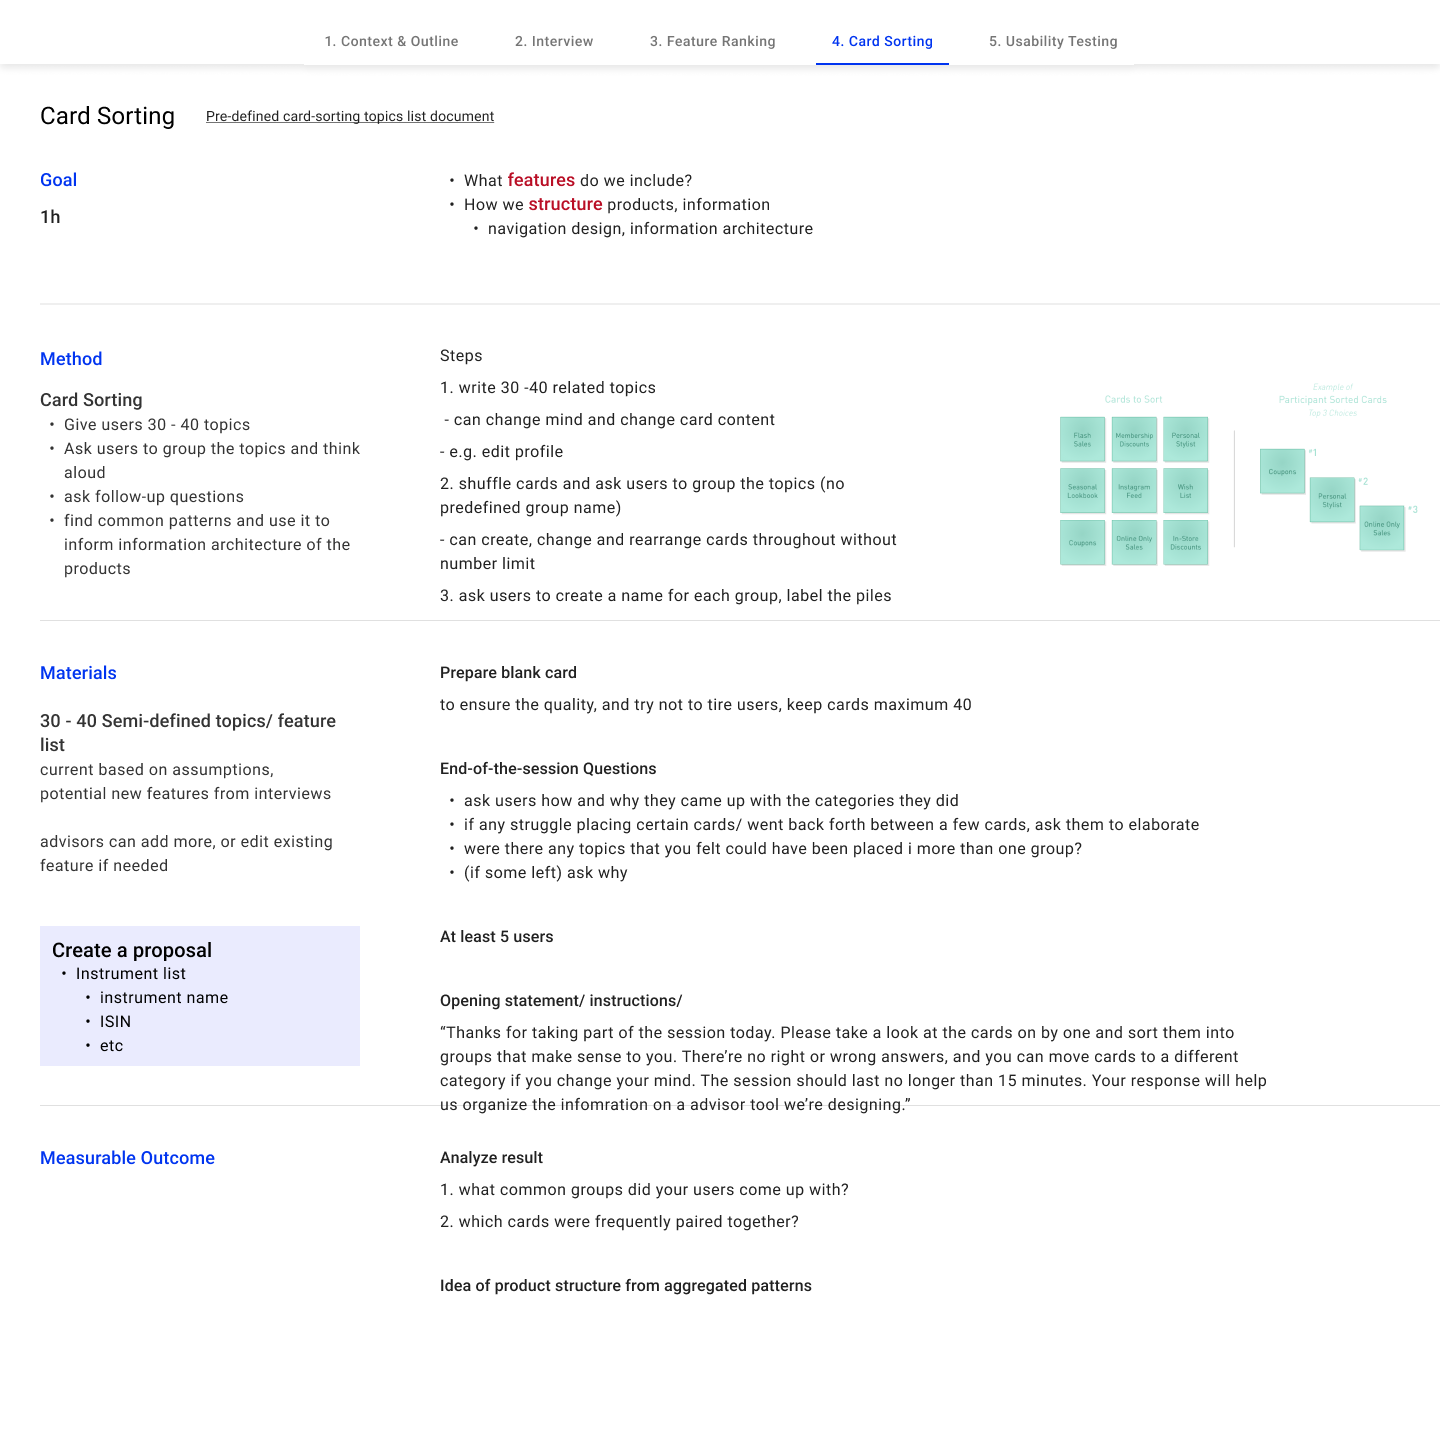 1. Context & Outline
2. Interview
3. Feature Ranking
4. Card Sorting
5. Usability Testing
Card Sorting
Pre-defined card-sorting topics list document
Goal
1h
• What features do we include?
• How we structure products, information
• navigation design, information architecture
Method
Card Sorting
• Give users 30 - 40 topics
• Ask users to group the topics and think
aloud
• ask follow-up questions
• find common patterns and use it to
inform information architecture of the
products
Steps
1. write 30 -40 related topics
- can change mind and change card content
- e.g. edit profile
2. shuffle cards and ask users to group the topics (no
predefined group name)
- can create, change and rearrange cards throughout without
number limit
3. ask users to create a name for each group, label the piles
Cards to Sort
Flash
Sales
Membership
Discounts
Personal
Stylist
Seasonal
Lookbook
Instagram
Feed
Wish
List
Coupons
Online Only
Sales
In-Store
Discounts
Example of
Participant Sorted Cards
Top 3 Choices
Coupons
#1
Personal
Stylist
#2
Online Only
Sales
#3
Materials
30 - 40 Semi-defined topics/ feature
list
current based on assumptions,
potential new features from interviews
advisors can add more, or edit existing
feature if needed
Create a proposal
• Instrument list
• instrument name
• ISIN
• etc
Prepare blank card
to ensure the quality, and try not to tire users, keep cards maximum 40
End-of-the-session Questions
• ask users how and why they came up with the categories they did
• if any struggle placing certain cards/ went back forth between a few cards, ask them to elaborate
• were there any topics that you felt could have been placed i more than one group?
• (if some left) ask why
At least 5 users
Opening statement/ instructions/
“Thanks for taking part of the session today. Please take a look at the cards on by one and sort them into
groups that make sense to you. There’re no right or wrong answers, and you can move cards to a different
category if you change your mind. The session should last no longer than 15 minutes. Your response will help
us organize the infomration on a advisor tool we’re designing.”
Measurable Outcome
Analyze result
1. what common groups did your users come up with?
2. which cards were frequently paired together?
Idea of product structure from aggregated patterns